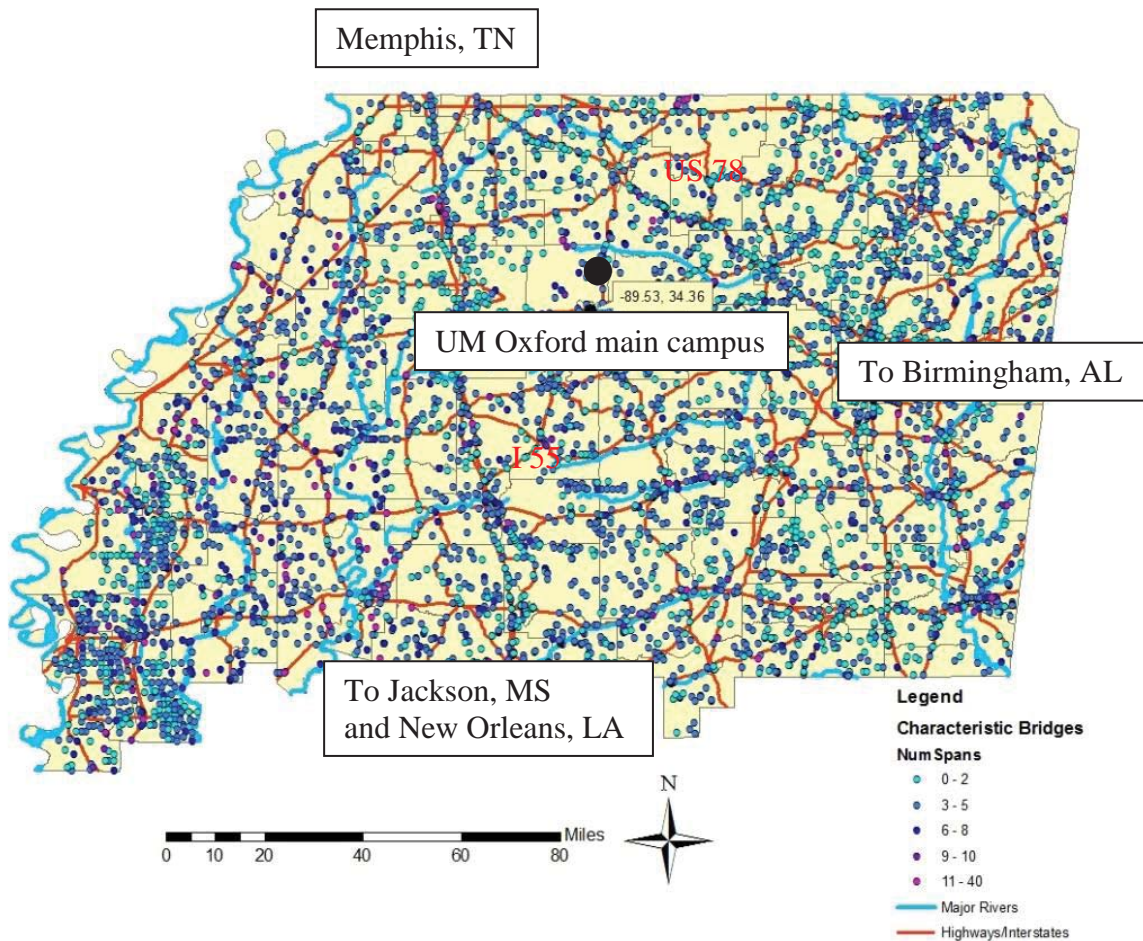 Memphis, TN
US 78
-89.53, 34.36
UM Oxford main campus
To Birmingham, AL
I 55
To Jackson, MS
and New Orleans, LA
Legend
Characteristic Bridges
NumSpans
0 - 2
3 - 5
6 - 8
9 - 10
11 - 40
Major Rivers
Highways/Interstates
N
Miles
0 10 20 40 60 80